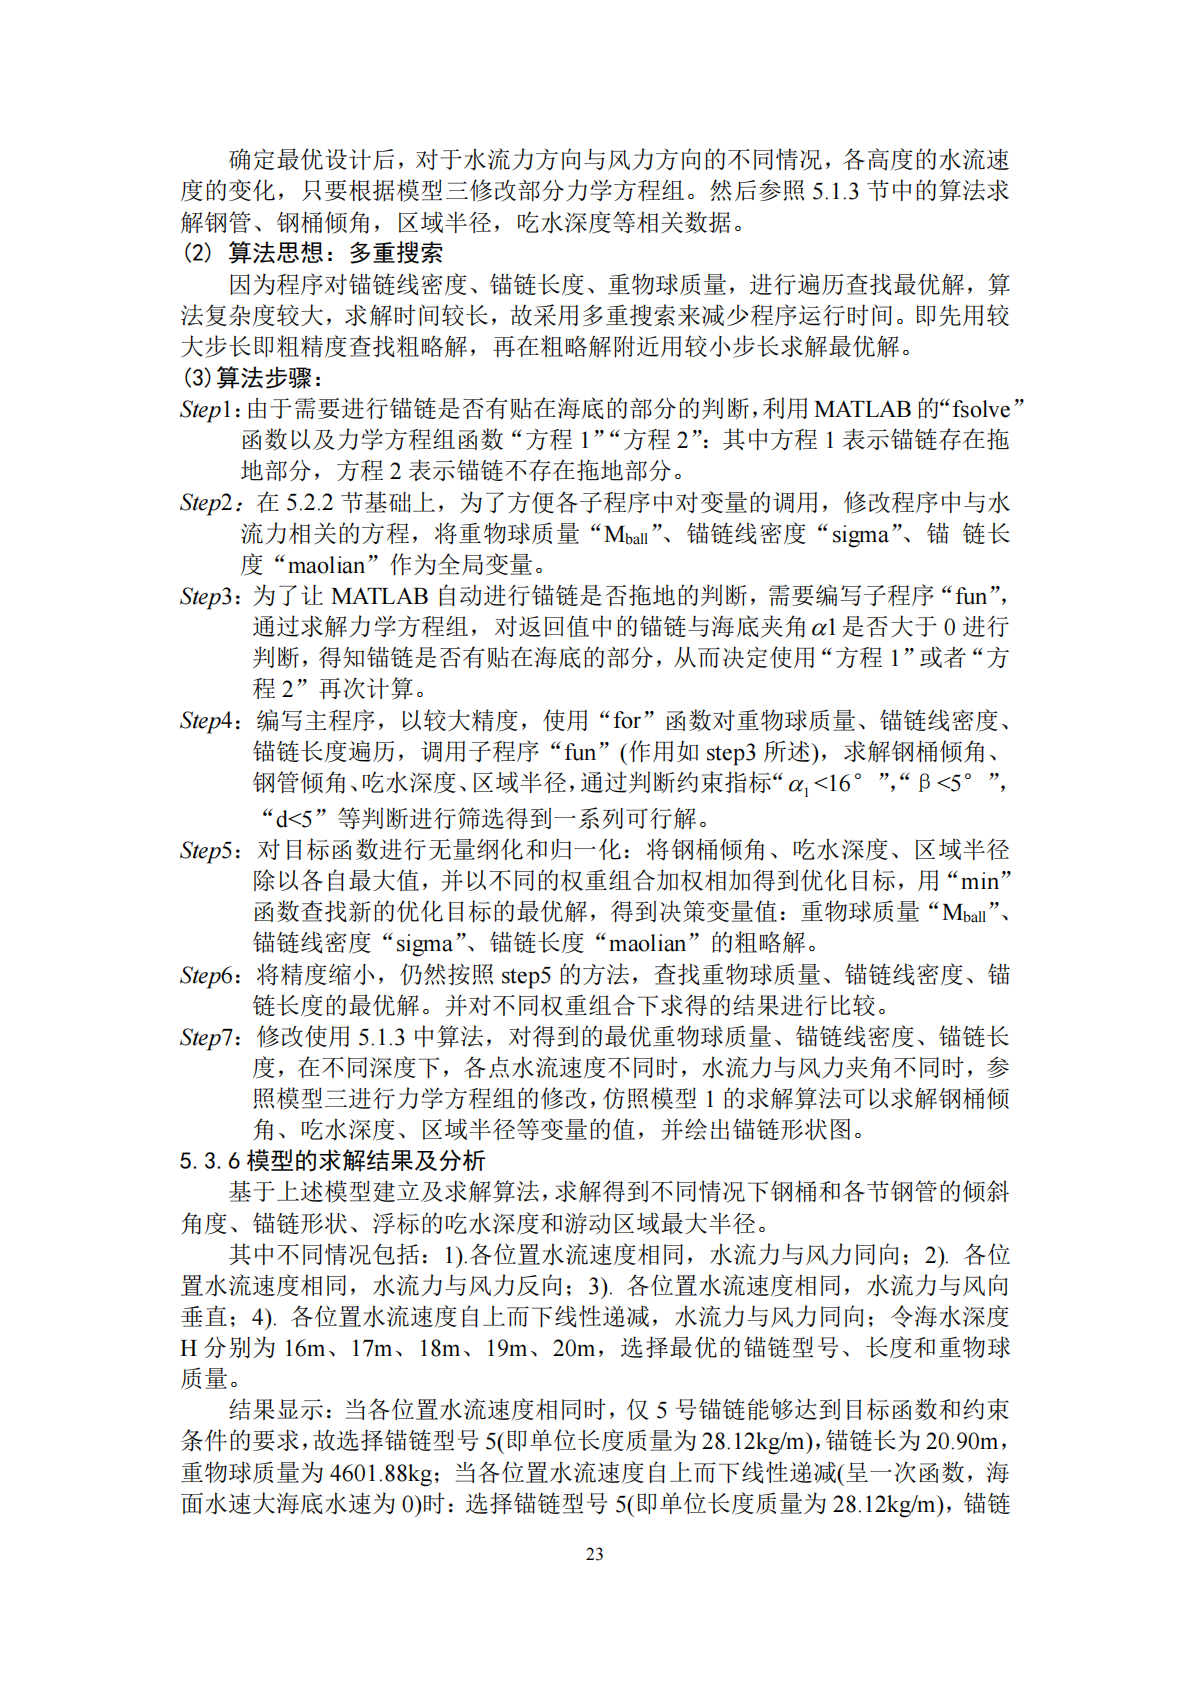 确定最优设计后，对于水流力方向与风力方向的不同情况，各高度的水流速
度的变化，只要根据模型三修改部分力学方程组。然后参照 5.1.3 节中的算法求
解钢管、钢桶倾角，区域半径，吃水深度等相关数据。
(2) 算法思想：多重搜索
因为程序对锚链线密度、锚链长度、重物球质量，进行遍历查找最优解，算
法复杂度较大，求解时间较长，故采用多重搜索来减少程序运行时间。即先用较
大步长即粗精度查找粗略解，再在粗略解附近用较小步长求解最优解。
(3)算法步骤：
Step1：由于需要进行锚链是否有贴在海底的部分的判断，利用 MATLAB 的“fsolve”
函数以及力学方程组函数“方程 1”“方程 2”：其中方程 1 表示锚链存在拖
地部分，方程 2 表示锚链不存在拖地部分。
Step2：在 5.2.2 节基础上，为了方便各子程序中对变量的调用，修改程序中与水
流力相关的方程，将重物球质量“Mball”、锚链线密度“sigma”、锚 链长
度“maolian”作为全局变量。
Step3：为了让 MATLAB 自动进行锚链是否拖地的判断，需要编写子程序“fun”，
通过求解力学方程组，对返回值中的锚链与海底夹角α1 是否大于 0 进行
判断，得知锚链是否有贴在海底的部分，从而决定使用“方程 1”或者“方
程 2”再次计算。
Step4：编写主程序，以较大精度，使用“for”函数对重物球质量、锚链线密度、
锚链长度遍历，调用子程序“fun”(作用如 step3 所述)，求解钢桶倾角、
钢管倾角、吃水深度、区域半径，通过判断约束指标“α₁<16°”，“β<5°”，
“d<5”等判断进行筛选得到一系列可行解。
Step5：对目标函数进行无量纲化和归一化：将钢桶倾角、吃水深度、区域半径
除以各自最大值，并以不同的权重组合加权相加得到优化目标，用“min”
函数查找新的优化目标的最优解，得到决策变量值：重物球质量“Mball”、
锚链线密度“sigma”、锚链长度“maolian”的粗略解。
Step6：将精度缩小，仍然按照 step5 的方法，查找重物球质量、锚链线密度、锚
链长度的最优解。并对不同权重组合下求得的结果进行比较。
Step7：修改使用 5.1.3 中算法，对得到的最优重物球质量、锚链线密度、锚链长
度，在不同深度下，各点水流速度不同时，水流力与风力夹角不同时，参
照模型三进行力学方程组的修改，仿照模型 1 的求解算法可以求解钢桶倾
角、吃水深度、区域半径等变量的值，并绘出锚链形状图。
5.3.6 模型的求解结果及分析
基于上述模型建立及求解算法，求解得到不同情况下钢桶和各节钢管的倾斜
角度、锚链形状、浮标的吃水深度和游动区域最大半径。
其中不同情况包括：1).各位置水流速度相同，水流力与风力同向；2). 各位
置水流速度相同，水流力与风力反向；3). 各位置水流速度相同，水流力与风向
垂直；4). 各位置水流速度自上而下线性递减，水流力与风力同向；令海水深度
H 分别为 16m、17m、18m、19m、20m，选择最优的锚链型号、长度和重物球
质量。
结果显示：当各位置水流速度相同时，仅 5 号锚链能够达到目标函数和约束
条件的要求，故选择锚链型号 5(即单位长度质量为 28.12kg/m)，锚链长为 20.90m，
重物球质量为 4601.88kg；当各位置水流速度自上而下线性递减(呈一次函数，海
面水速大海底水速为 0)时：选择锚链型号 5(即单位长度质量为 28.12kg/m)，锚链
23